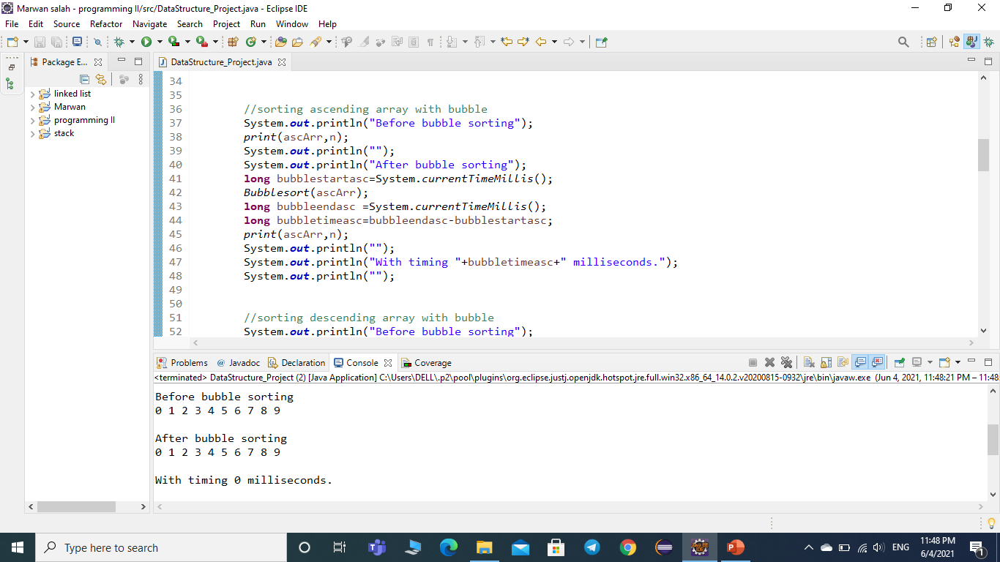 Marwan salah - programming II/src/DataStructure_Project.java - Eclipse IDE
File Edit Source Refactor Navigate Search Project Run Window Help
Package E...
DataStructure_Project.java
linked list
Marwan
programming II
stack
34
35
36 //sorting ascending array with bubble
37 System.out.println("Before bubble sorting");
38 print(ascArr,n);
39 System.out.println("");
40 System.out.println("After bubble sorting");
41 long bubblestartasc=System.currentTimeMillis();
42 Bubblesort(ascArr);
43 long bubbleendasc =System.currentTimeMillis();
44 long bubbletimeasc=bubbleendasc-bubblestartasc;
45 print(ascArr,n);
46 System.out.println("");
47 System.out.println("With timing "+bubbletimeasc+" milliseconds.");
48 System.out.println("");
49
50
51 //sorting descending array with bubble
52 System.out.println("Before bubble sorting");
Problems @ Javadoc Declaration Console Coverage
<terminated> DataStructure_Project (2) [Java Application] C:\Users\DELL\.p2\pool\plugins\org.eclipse.justj.openjdk.hotspot.jre.full.win32.x86_64_14.0.2.v20200815-0932\jre\bin\javaw.exe (Jun 4, 2021, 11:48:21 PM – 11:48
Before bubble sorting
0 1 2 3 4 5 6 7 8 9
After bubble sorting
0 1 2 3 4 5 6 7 8 9
With timing 0 milliseconds.
Type here to search
ENG
11:48 PM
6/4/2021
1